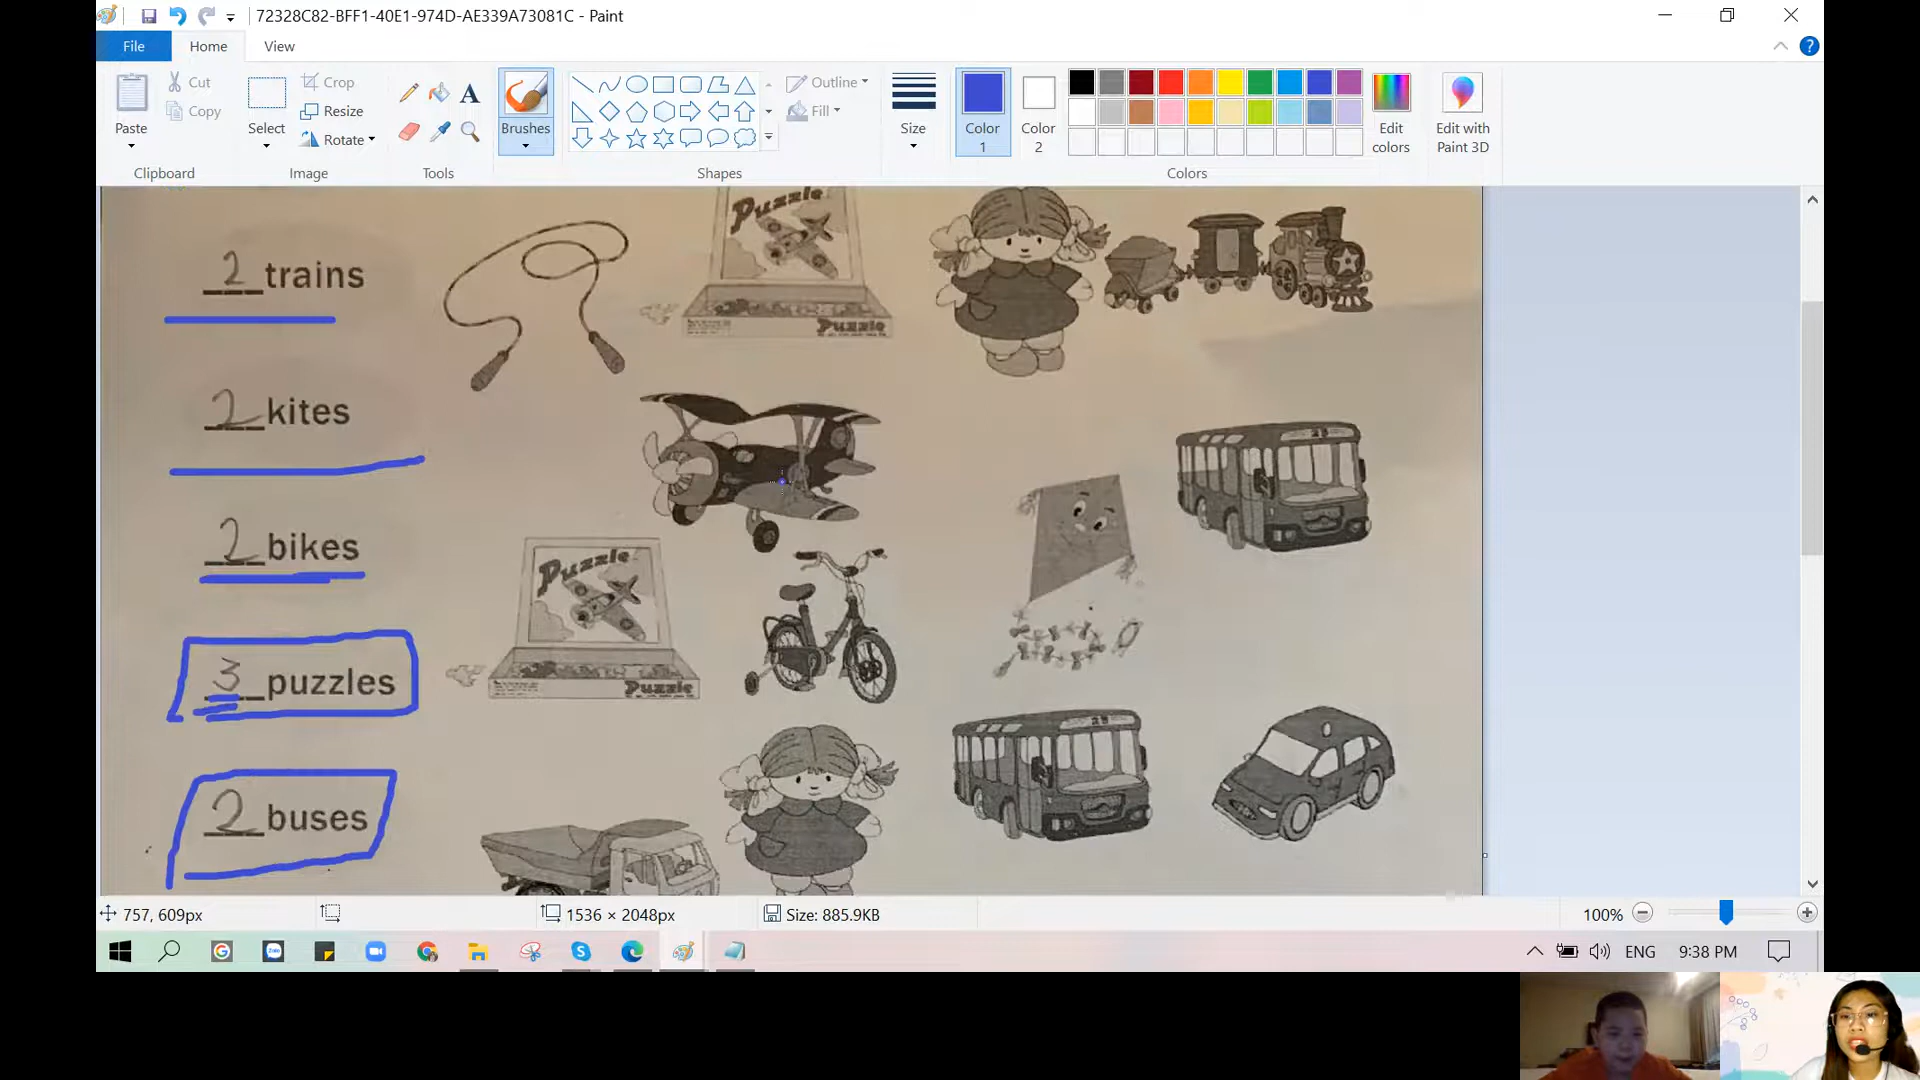 72328C82-BFF1-40E1-974D-AE339A73081C - Paint
File Home View
Paste
Cut
Copy
Clipboard
Select
Crop
Resize
Rotate
Image
A
Tools
Brushes
Shapes
Outline
Fill
Size
Color 1
Color 2
Edit colors
Edit with Paint 3D
Colors
2 trains
2 kites
2 bikes
3 puzzles
2 buses
Puzzle
Puzzle
Puzzle
Puzzle
757, 609px
1536 × 2048px
Size: 885.9KB
100%
Zalo
ENG
9:38 PM